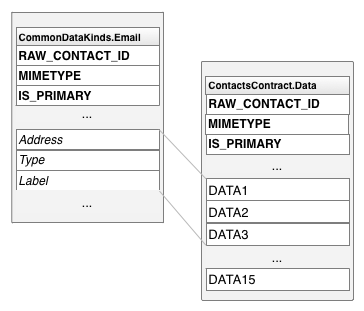 CommonDataKinds.Email
RAW_CONTACT_ID
MIMETYPE
IS_PRIMARY
...
Address
Type
Label
...
ContactsContract.Data
RAW_CONTACT_ID
MIMETYPE
IS_PRIMARY
...
DATA1
DATA2
DATA3
...
DATA15